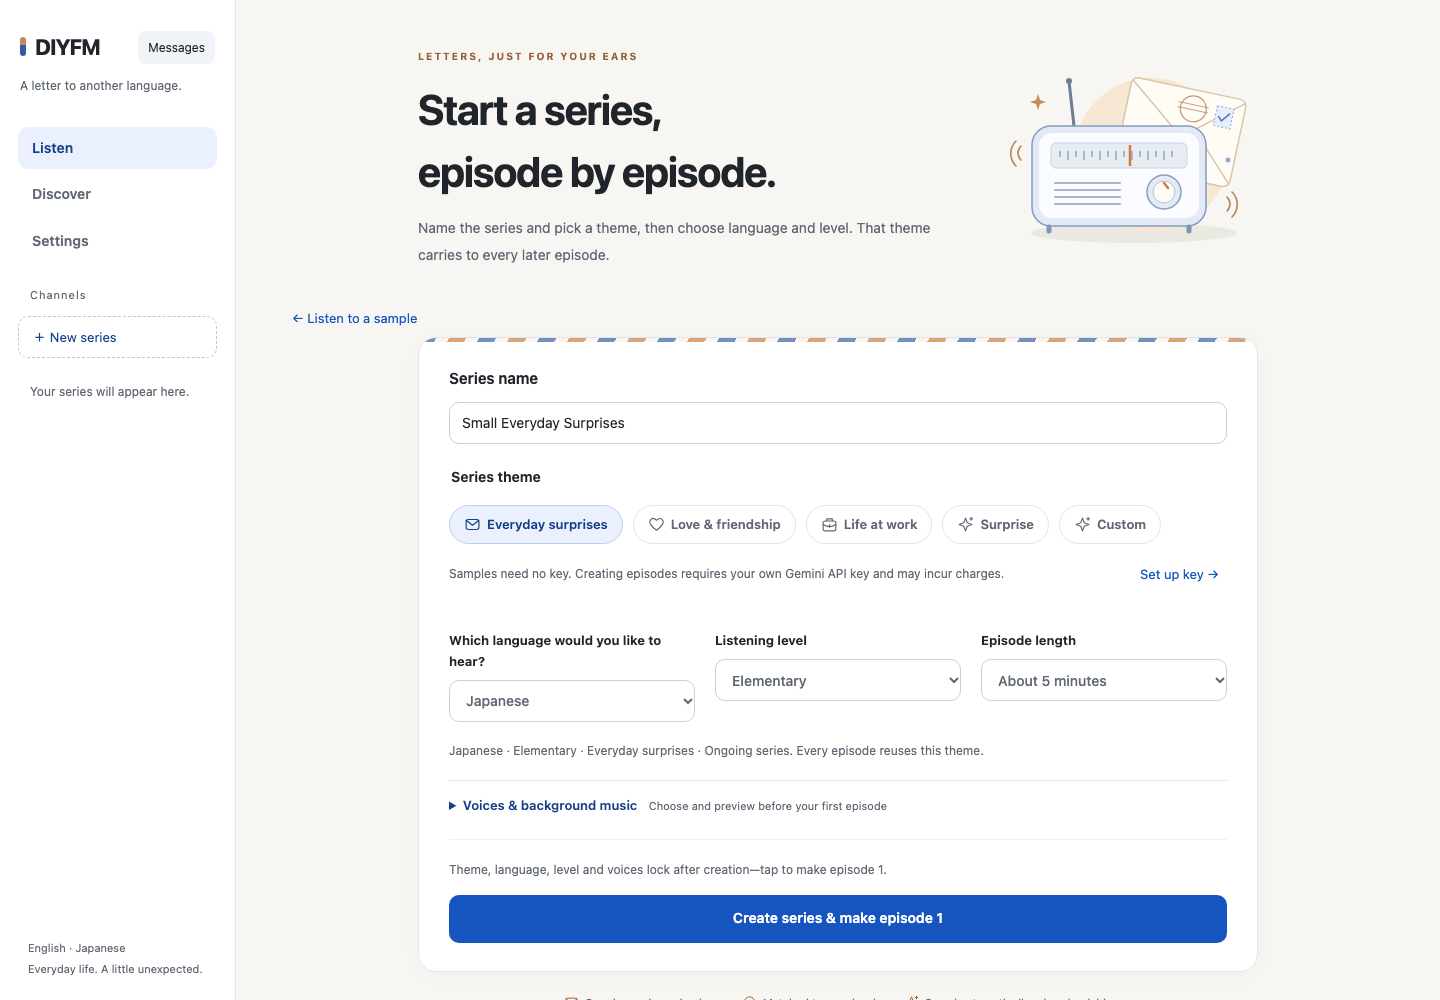 DIYFM
Messages
A letter to another language.
Listen
Discover
Settings
Channels
+ New series
Your series will appear here.
English · Japanese
Everyday life. A little unexpected.
LETTERS, JUST FOR YOUR EARS
Start a series,
episode by episode.
Name the series and pick a theme, then choose language and level. That theme
carries to every later episode.
← Listen to a sample
Series name
Small Everyday Surprises
Series theme
Everyday surprises
Love & friendship
Life at work
Surprise
Custom
Samples need no key. Creating episodes requires your own Gemini API key and may incur charges.
Set up key →
Which language would you like to
hear?
Japanese
Listening level
Elementary
Episode length
About 5 minutes
Japanese · Elementary · Everyday surprises · Ongoing series. Every episode reuses this theme.
Voices & background music
Choose and preview before your first episode
Theme, language, level and voices lock after creation—tap to make episode 1.
Create series & make episode 1